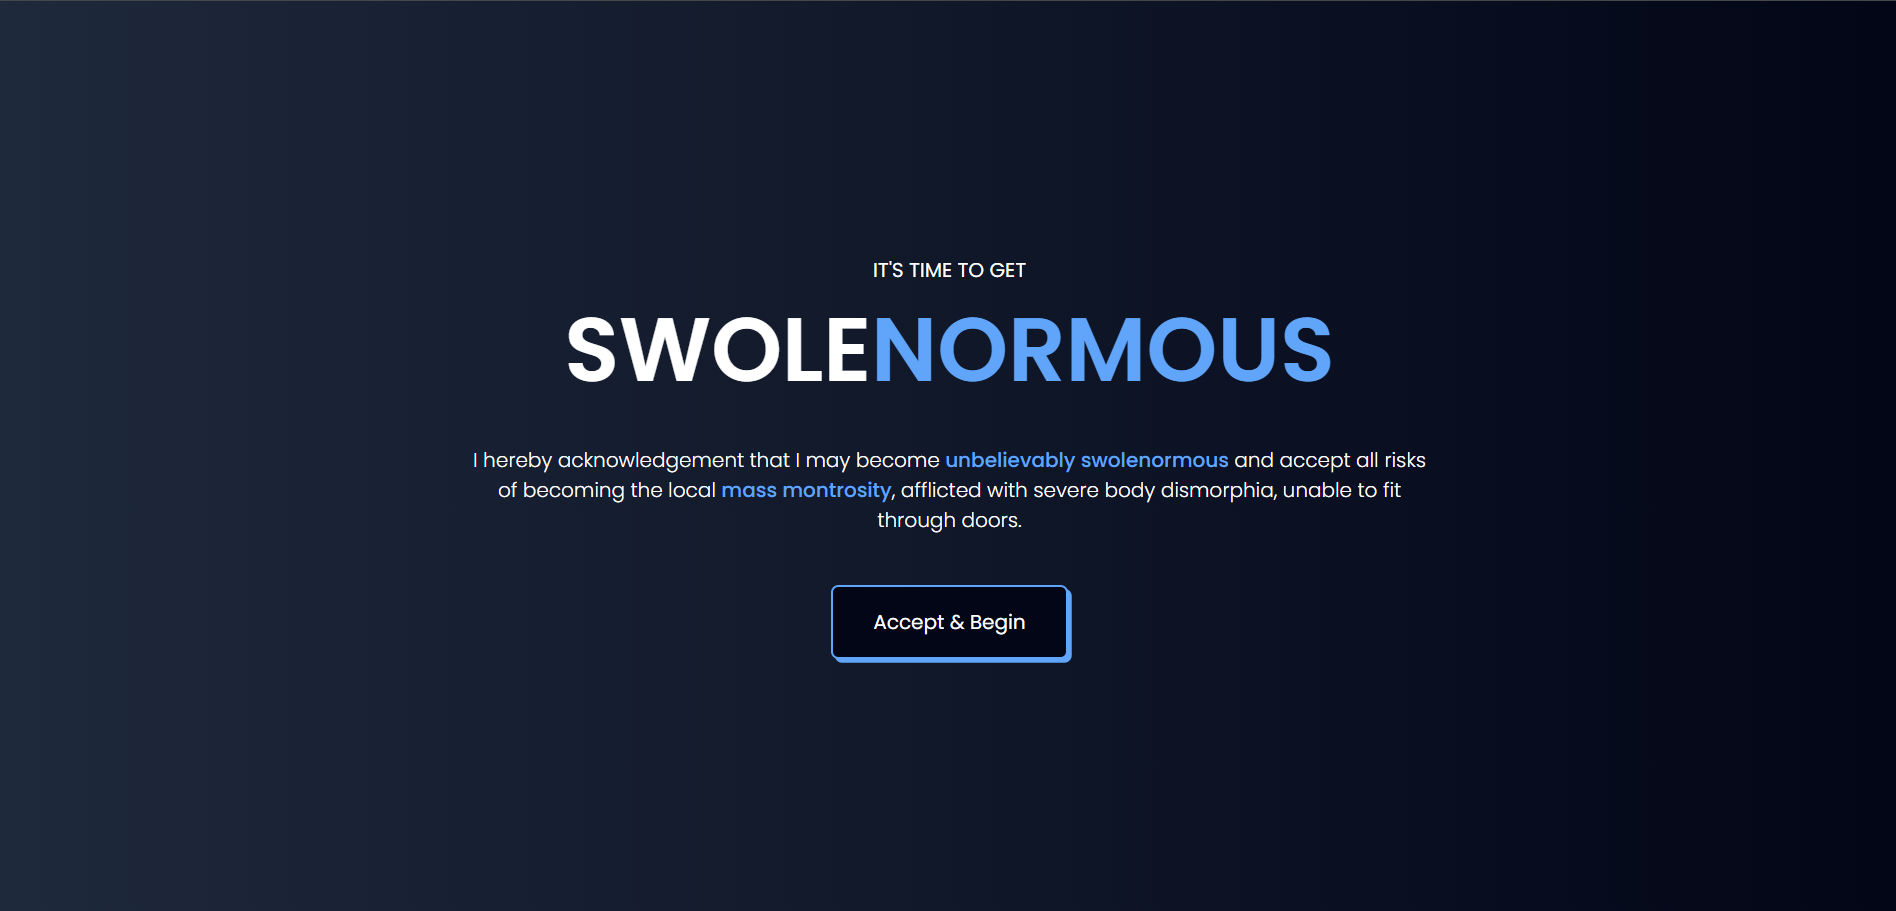 IT'S TIME TO GET
SWOLENORMOUS
I hereby acknowledgement that I may become unbelievably swolenormous and accept all risks
of becoming the local mass montrosity, afflicted with severe body dismorphia, unable to fit
through doors.
Accept & Begin